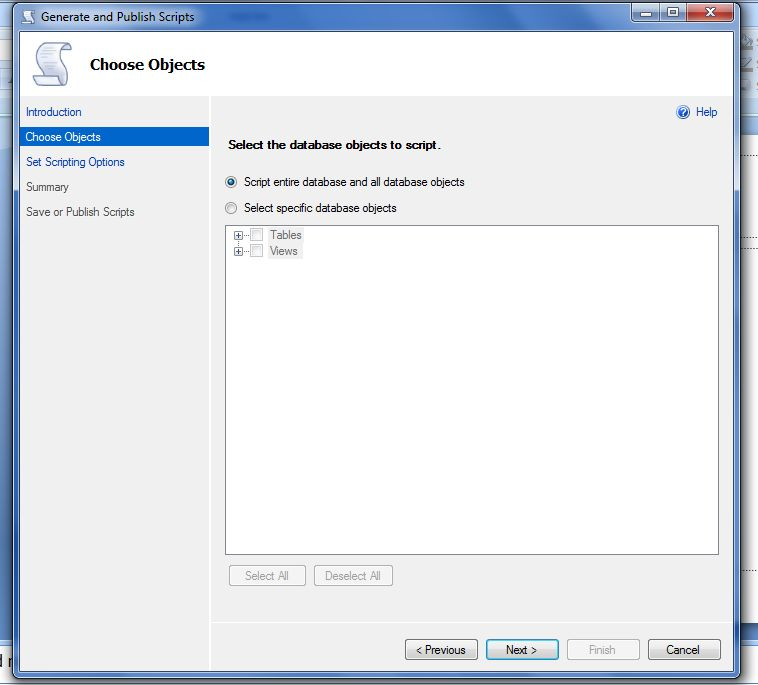 Generate and Publish Scripts
Choose Objects
Introduction
Choose Objects
Set Scripting Options
Summary
Save or Publish Scripts
Help
Select the database objects to script.
Script entire database and all database objects
Select specific database objects
Tables
Views
Select All
Deselect All
< Previous
Next >
Finish
Cancel